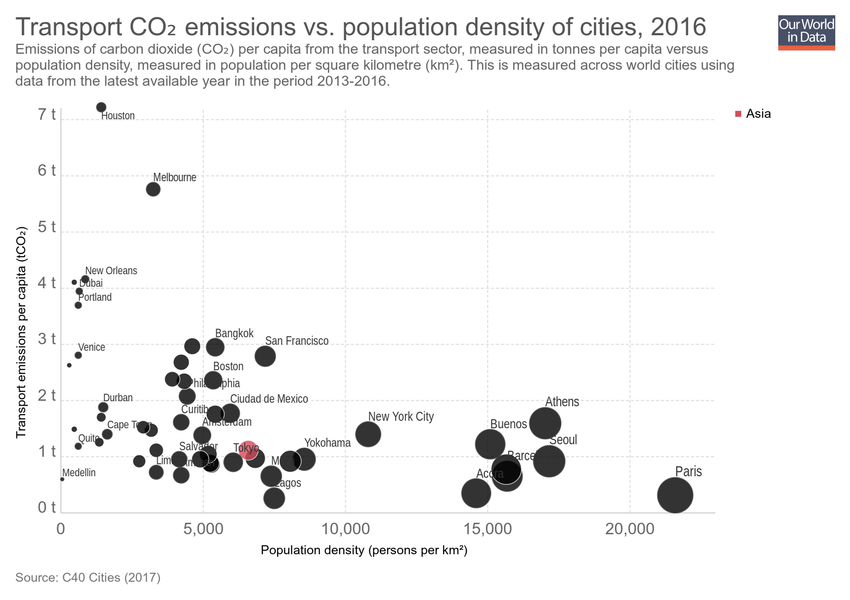 Transport CO₂ emissions vs. population density of cities, 2016
Our World
in Data
Emissions of carbon dioxide (CO₂) per capita from the transport sector, measured in tonnes per capita versus
population density, measured in population per square kilometre (km²). This is measured across world cities using
data from the latest available year in the period 2013-2016.
7 t
Houston
Asia
6 t
Melbourne
5 t
New Orleans
4 t
Dubai
Portland
3 t
Venice
Bangkok
San Francisco
Boston
2 t
Durban
Ciudad de Mexico
Athens
New York City
Buenos
Amsterdam
Quito
Salvador
Tokyo
Yokohama
Seoul
1 t
Medellin
Lagos
Paris
0 t
Transport emissions per capita (tCO₂)
0
5,000
10,000
15,000
20,000
Population density (persons per km²)
Source: C40 Cities (2017)